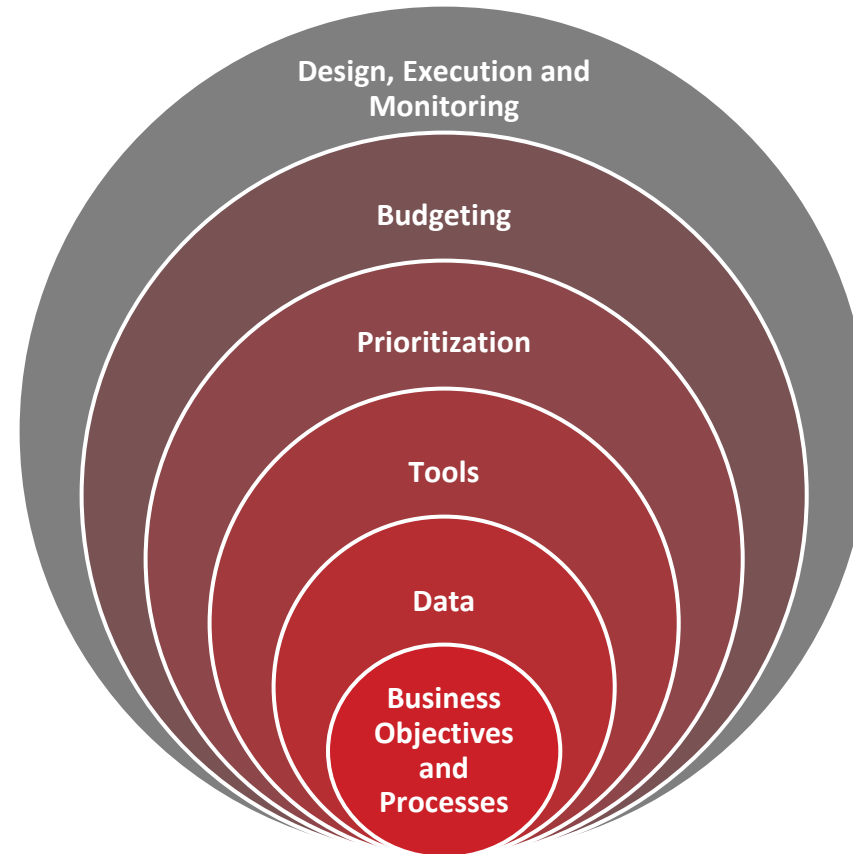 Design, Execution and
Monitoring
Budgeting
Prioritization
Tools
Data
Business
Objectives
and
Processes